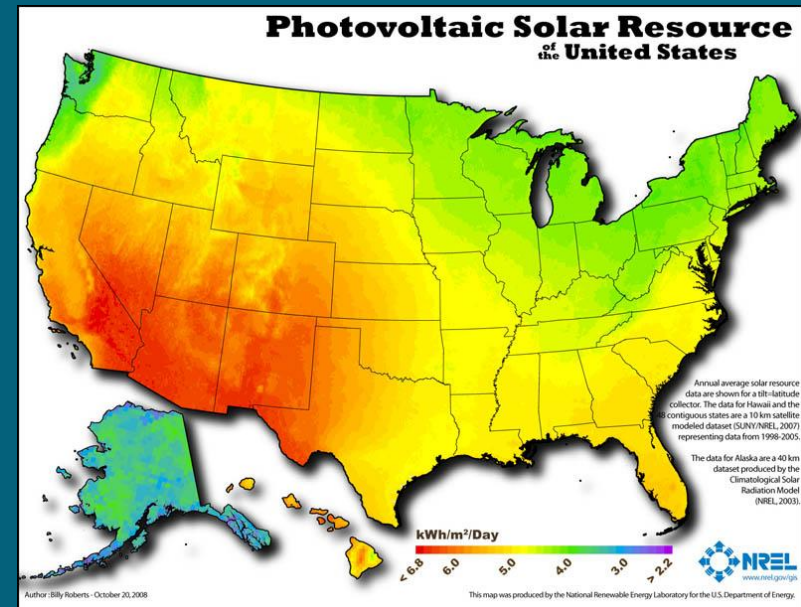 Photovoltaic Solar Resource
of the United States
Annual average solar resource
data are shown for a tilt=latitude
collector. The data for Hawaii and the
48 contiguous states are a 10 km satellite
modeled dataset (SUNY/NREL, 2007)
representing data from 1998-2005.
The data for Alaska are a 40 km
dataset produced by the
Climatological Solar
Radiation Model
(NREL, 2003).
kWh/m²/Day
< 6.8 6.0 5.0 4.0 3.0 > 2.2
NREL
www.nrel.gov/gis
Author : Billy Roberts - October 20, 2008
This map was produced by the National Renewable Energy Laboratory for the U.S. Department of Energy.